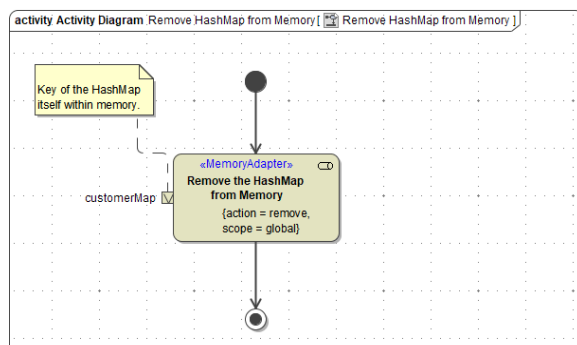 activity Activity Diagram Remove HashMap from Memory [ Remove HashMap from Memory ]
Key of the HashMap
itself within memory.
«MemoryAdapter»
Remove the HashMap
from Memory
customerMap
{action = remove,
scope = global}